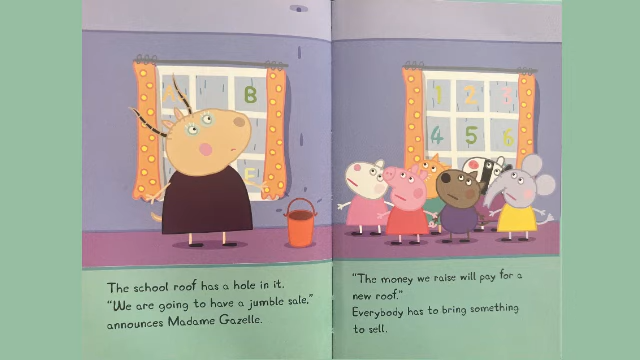 A
B
E
1 2 3
4 5 6
The school roof has a hole in it.
"We are going to have a jumble sale,"
announces Madame Gazelle.
"The money we raise will pay for a
new roof."
Everybody has to bring something
to sell.